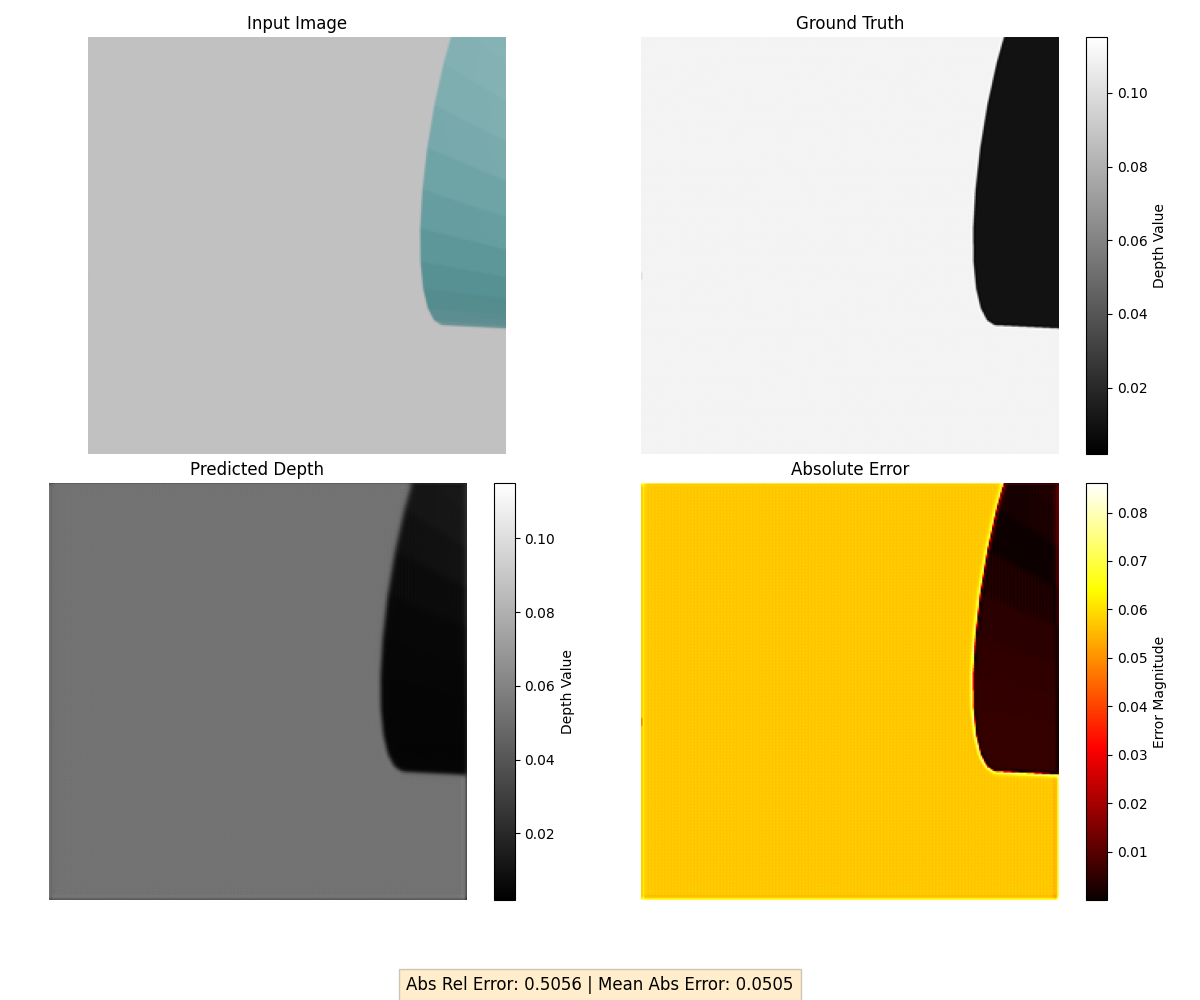 Input Image
Ground Truth
0.10
0.08
0.06
0.04
0.02
Depth Value
Predicted Depth
0.10
0.08
0.06
0.04
0.02
Depth Value
Absolute Error
0.08
0.07
0.06
0.05
0.04
0.03
0.02
0.01
Error Magnitude
Abs Rel Error: 0.5056 | Mean Abs Error: 0.0505